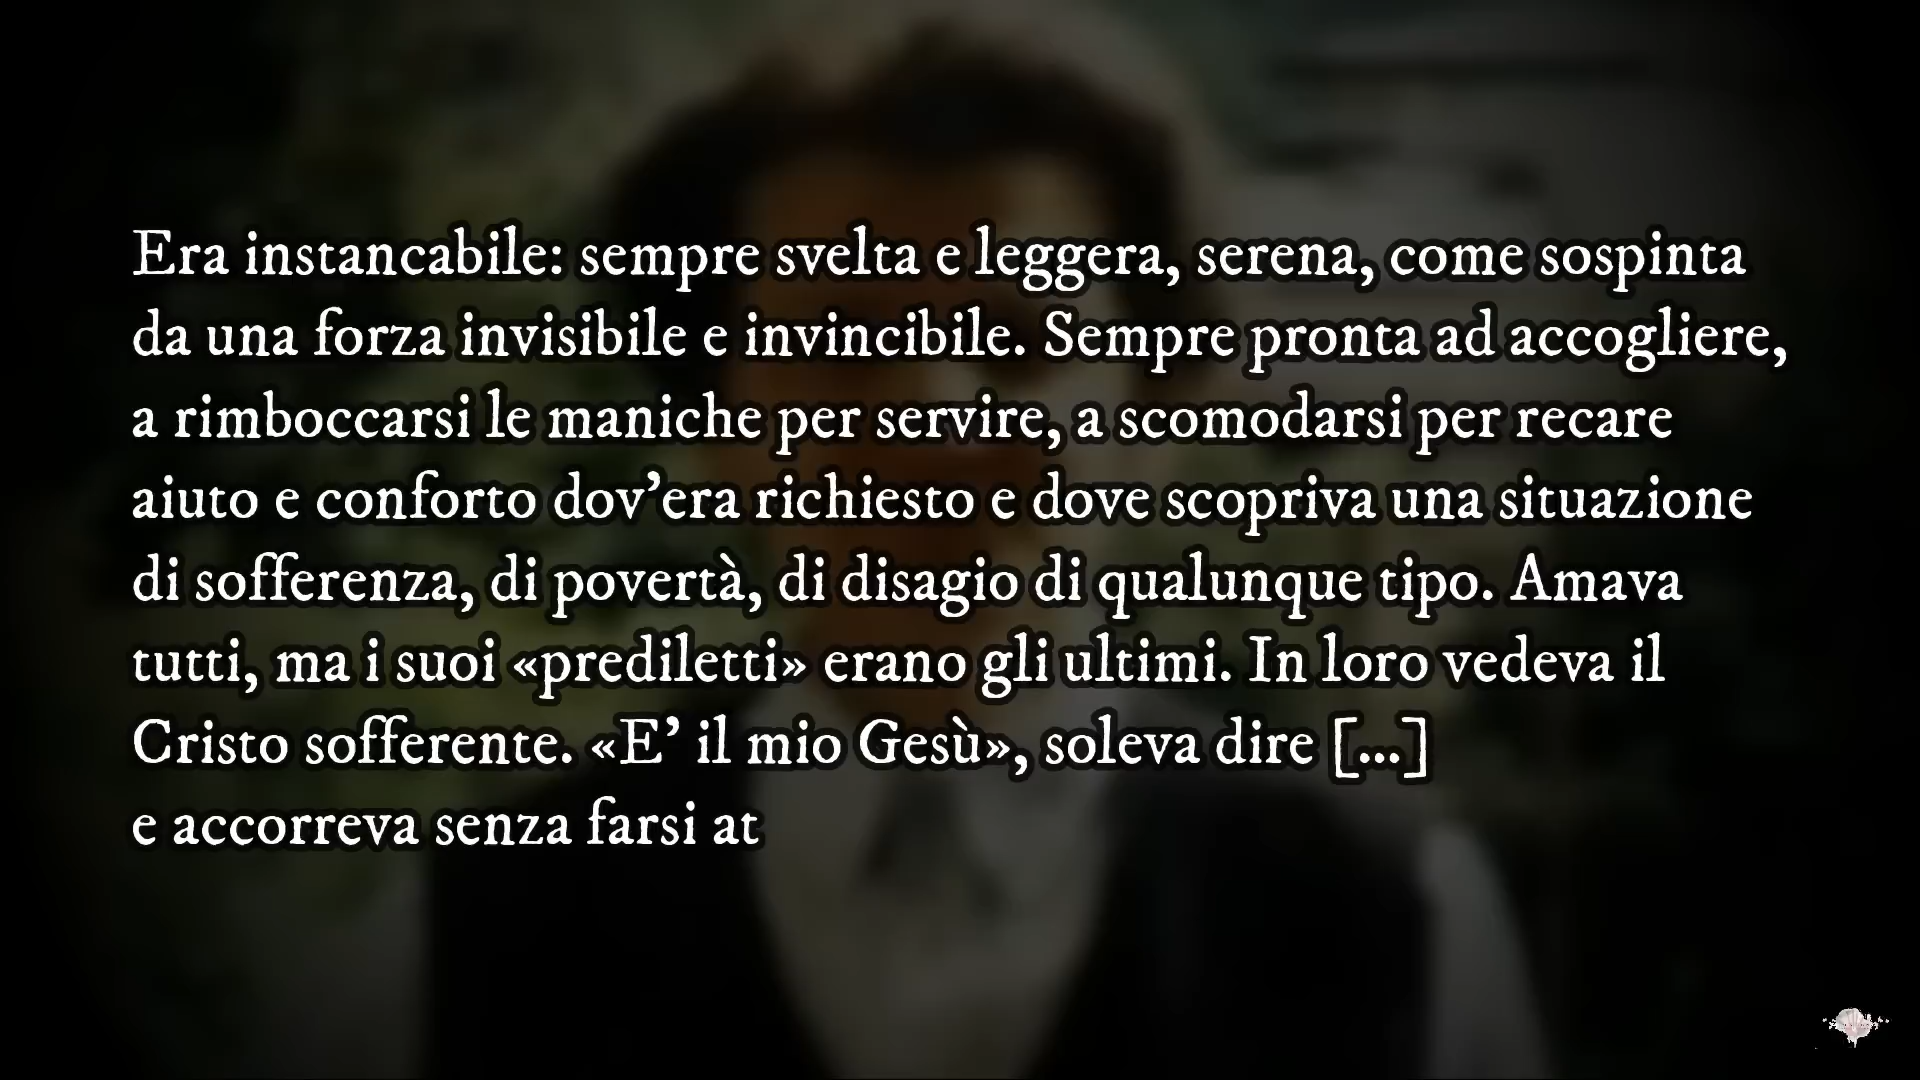 Era instancabile: sempre svelta e leggera, serena, come sospinta
da una forza invisibile e invincibile. Sempre pronta ad accogliere,
a rimboccarsi le maniche per servire, a scomodarsi per recare
aiuto e conforto dov’era richiesto e dove scopriva una situazione
di sofferenza, di povertà, di disagio di qualunque tipo. Amava
tutti, ma i suoi «prediletti» erano gli ultimi. In loro vedeva il
Cristo sofferente. «E’ il mio Gesù», soleva dire [...]
e accorreva senza farsi at